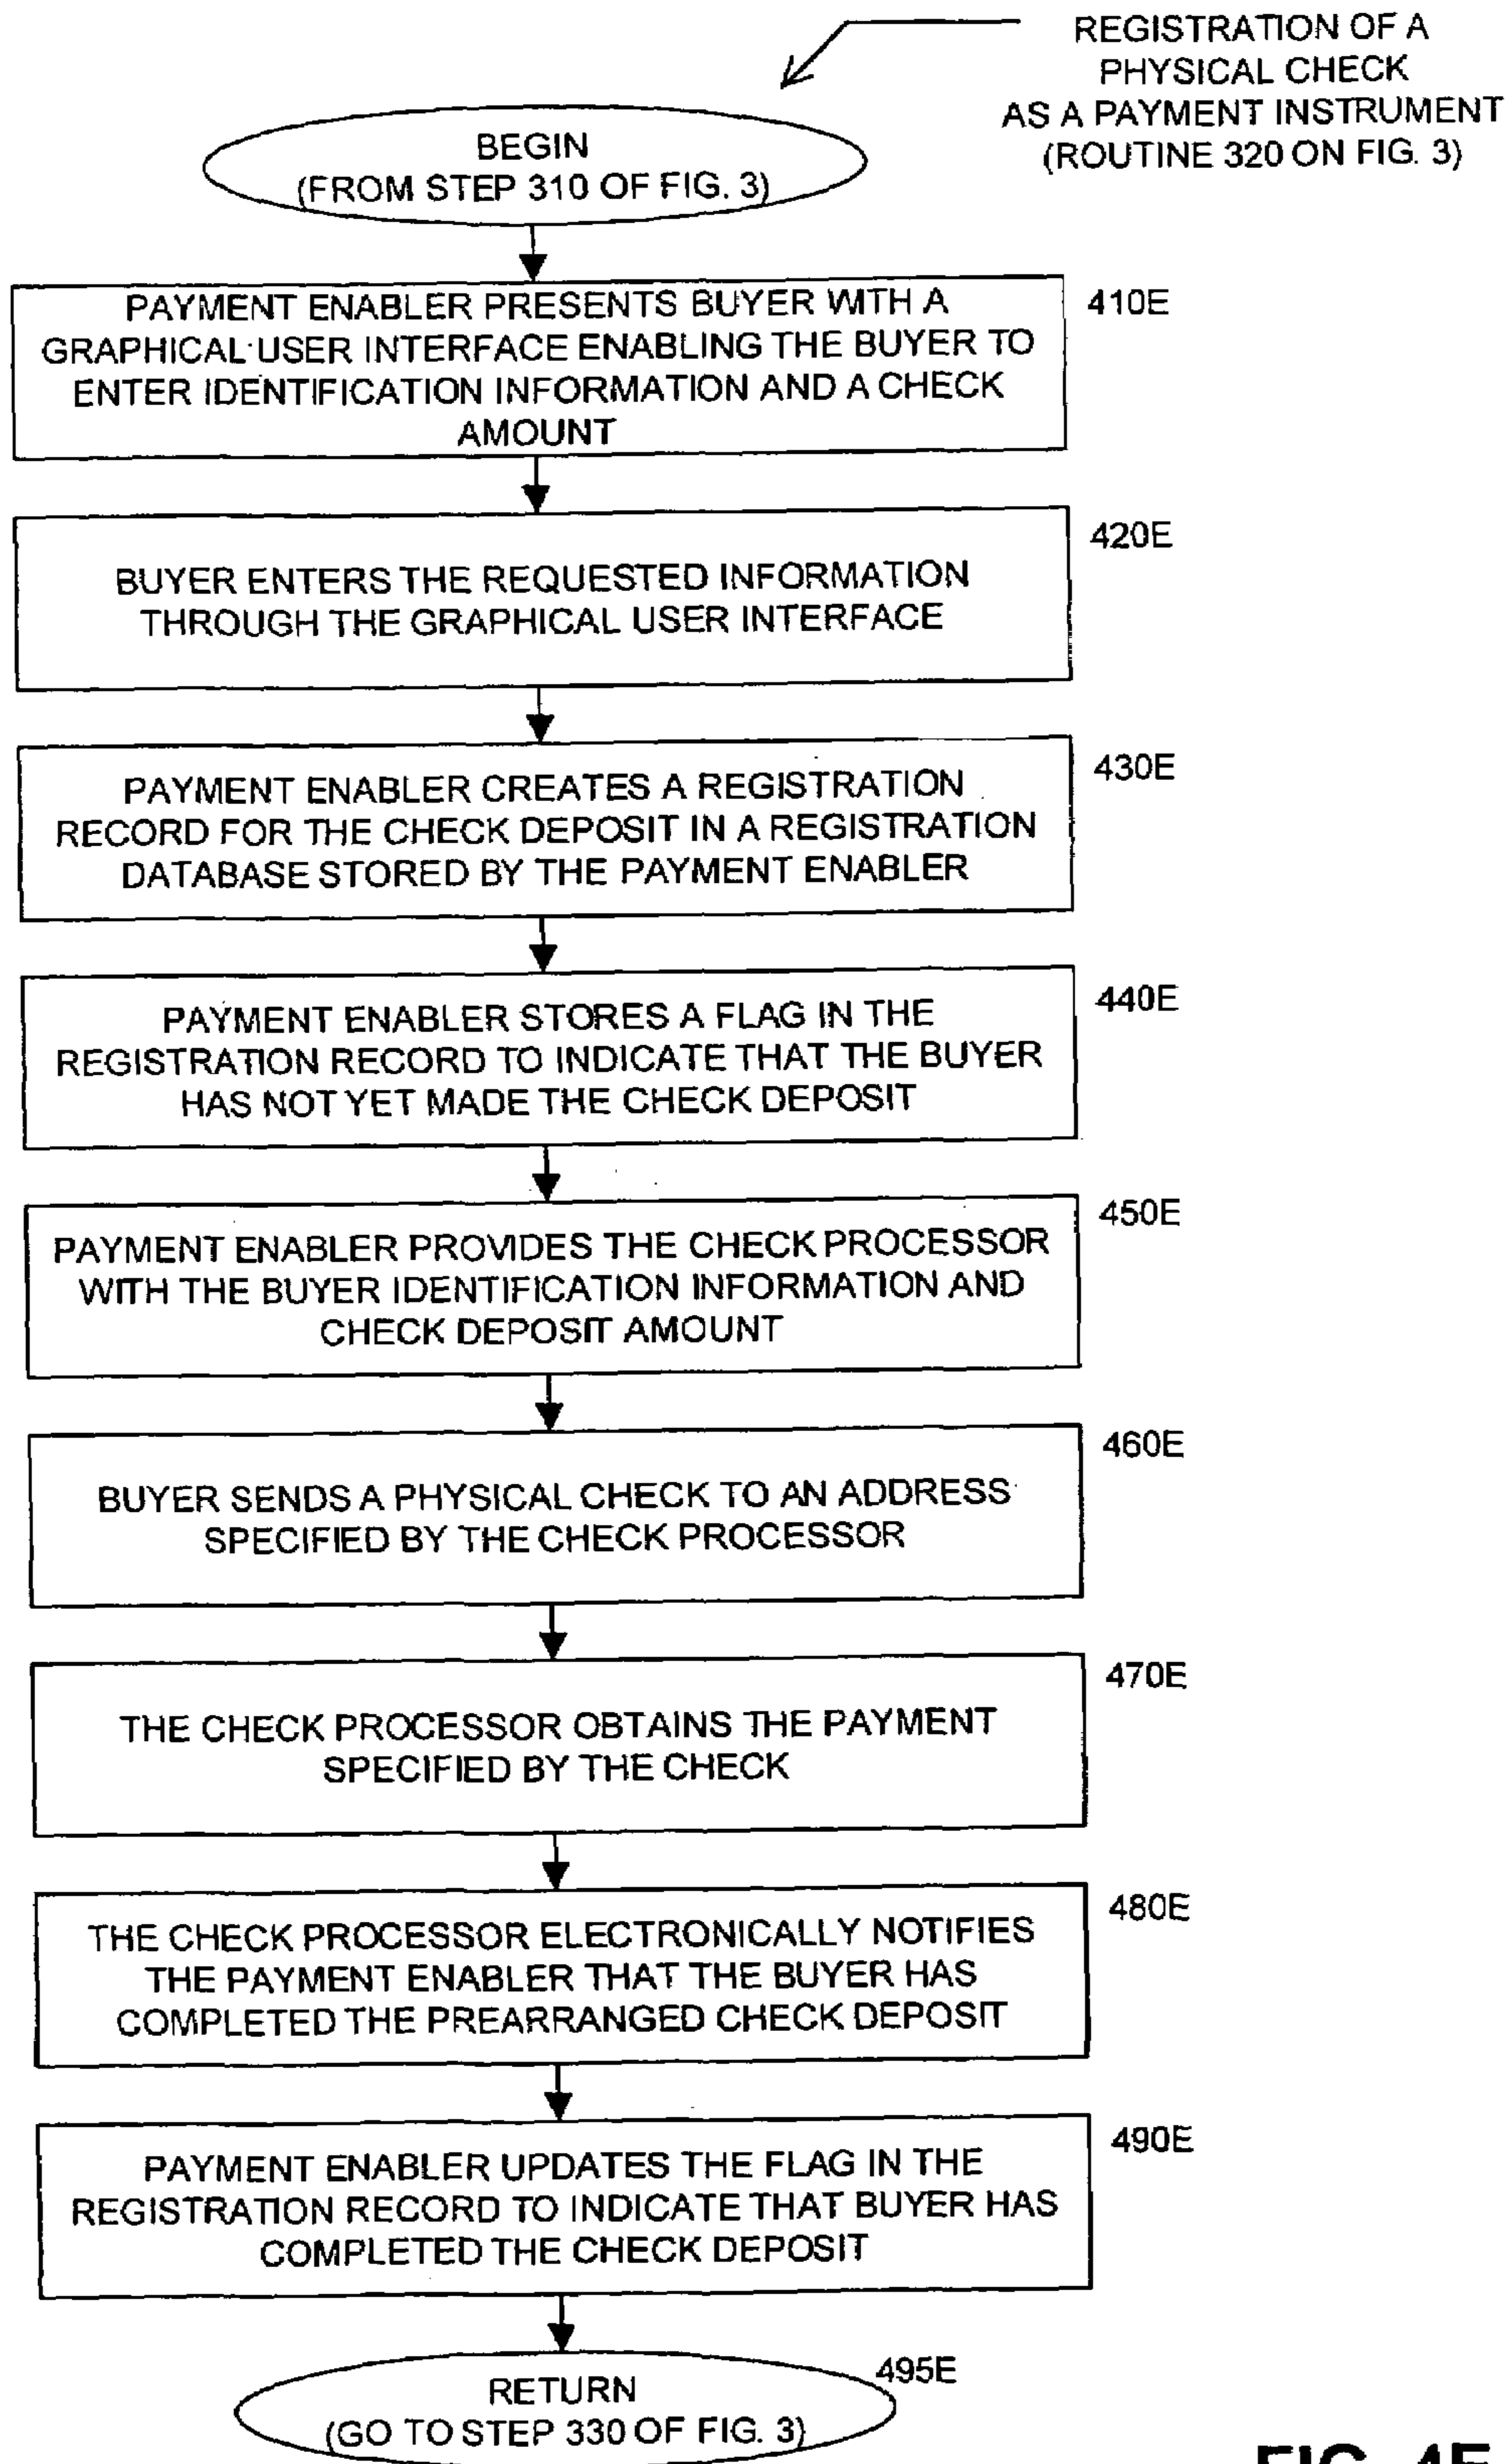 REGISTRATION OF A
PHYSICAL CHECK
AS A PAYMENT INSTRUMENT
(ROUTINE 320 ON FIG. 3)
BEGIN
(FROM STEP 310 OF FIG. 3)
410E
PAYMENT ENABLER PRESENTS BUYER WITH A
GRAPHICAL USER INTERFACE ENABLING THE BUYER TO
ENTER IDENTIFICATION INFORMATION AND A CHECK
AMOUNT
420E
BUYER ENTERS THE REQUESTED INFORMATION
THROUGH THE GRAPHICAL USER INTERFACE
430E
PAYMENT ENABLER CREATES A REGISTRATION
RECORD FOR THE CHECK DEPOSIT IN A REGISTRATION
DATABASE STORED BY THE PAYMENT ENABLER
440E
PAYMENT ENABLER STORES A FLAG IN THE
REGISTRATION RECORD TO INDICATE THAT THE BUYER
HAS NOT YET MADE THE CHECK DEPOSIT
450E
PAYMENT ENABLER PROVIDES THE CHECK PROCESSOR
WITH THE BUYER IDENTIFICATION INFORMATION AND
CHECK DEPOSIT AMOUNT
460E
BUYER SENDS A PHYSICAL CHECK TO AN ADDRESS
SPECIFIED BY THE CHECK PROCESSOR
470E
THE CHECK PROCESSOR OBTAINS THE PAYMENT
SPECIFIED BY THE CHECK
480E
THE CHECK PROCESSOR ELECTRONICALLY NOTIFIES
THE PAYMENT ENABLER THAT THE BUYER HAS
COMPLETED THE PREARRANGED CHECK DEPOSIT
490E
PAYMENT ENABLER UPDATES THE FLAG IN THE
REGISTRATION RECORD TO INDICATE THAT BUYER HAS
COMPLETED THE CHECK DEPOSIT
495E
RETURN
(GO TO STEP 330 OF FIG. 3)
FIG. 4E